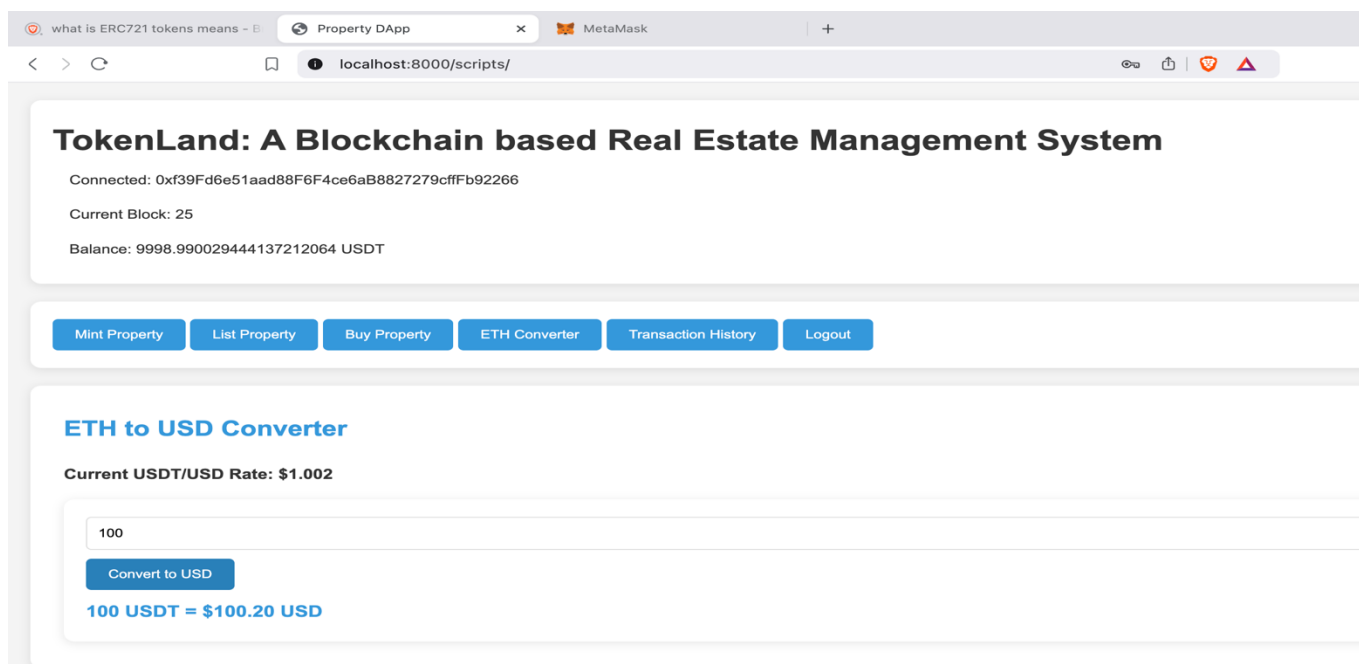 what is ERC721 tokens means - B
Property DApp
MetaMask
localhost:8000/scripts/
TokenLand: A Blockchain based Real Estate Management System
Connected: 0xf39Fd6e51aad88F6F4ce6aB8827279cffFb92266
Current Block: 25
Balance: 9998.990029444137212064 USDT
Mint Property
List Property
Buy Property
ETH Converter
Transaction History
Logout
ETH to USD Converter
Current USDT/USD Rate: $1.002
100
Convert to USD
100 USDT = $100.20 USD